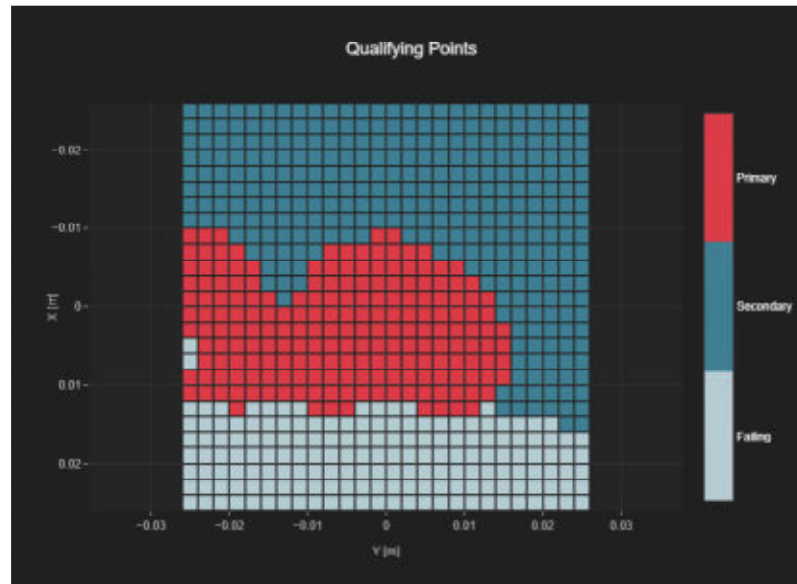 Qualifying Points
−0.02
−0.01
0
0.01
0.02
X [m]
−0.03
−0.02
−0.01
0
0.01
0.02
0.03
Y [m]
Primary
Secondary
Failing